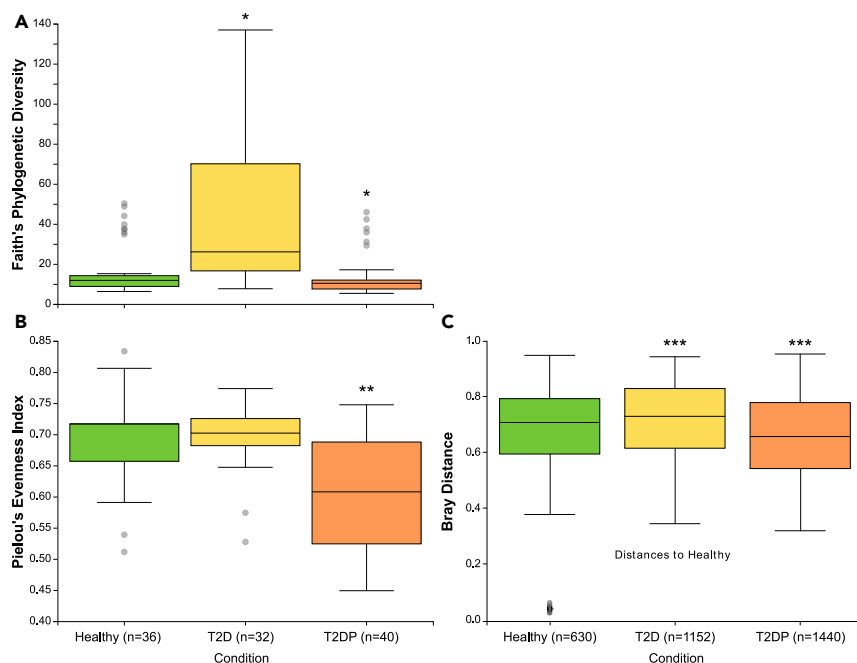 A
Faith's Phylogenetic Diversity
140
120
100
80
60
40
20
0
*
*
B
Pielou's Evenness Index
0.85
0.80
0.75
0.70
0.65
0.60
0.55
0.50
0.45
0.40
**
Healthy (n=36) T2D (n=32) T2DP (n=40)
Condition
C
Bray Distance
1.0
0.8
0.6
0.4
0.2
0.0
*** ***
Distances to Healthy
Healthy (n=630) T2D (n=1152) T2DP (n=1440)
Condition